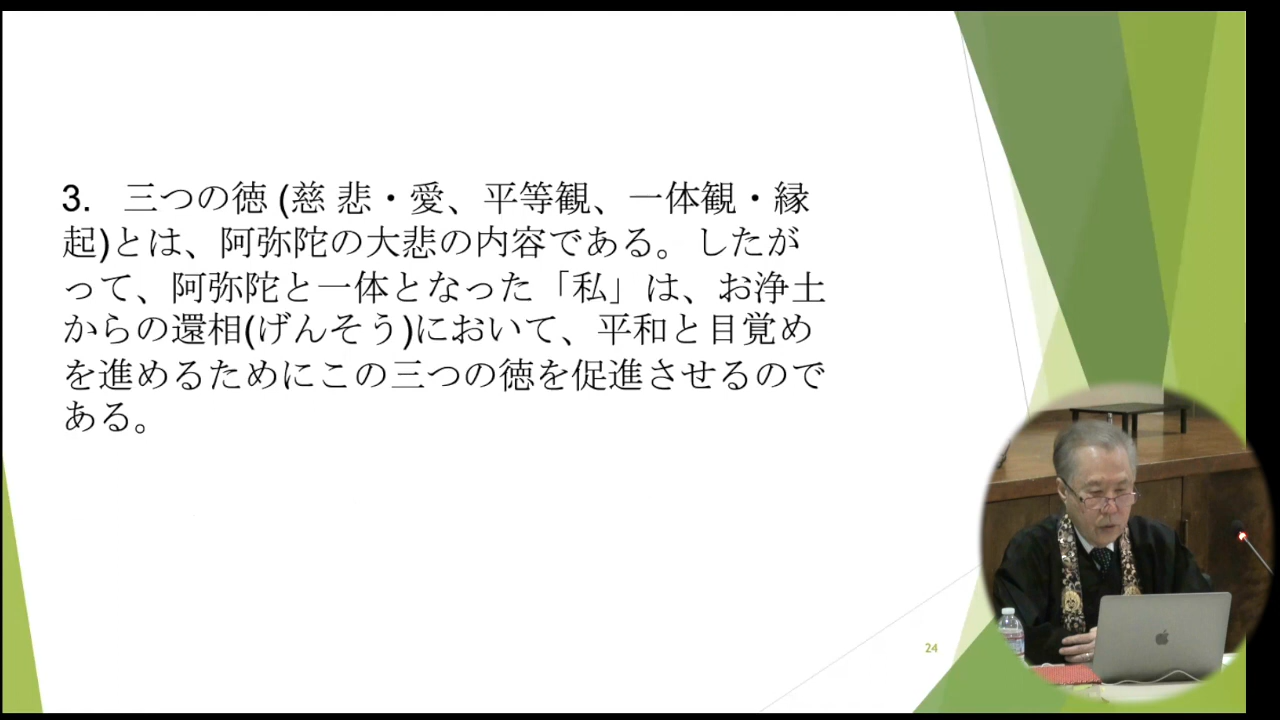 3. 三つの徳 (慈 悲・愛、平等観、一体観・縁
起)とは、阿弥陀の大悲の内容である。したが
って、阿弥陀と一体となった「私」は、お浄土
からの還相(げんそう)において、平和と目覚め
を進めるためにこの三つの徳を促進させるので
ある。
24